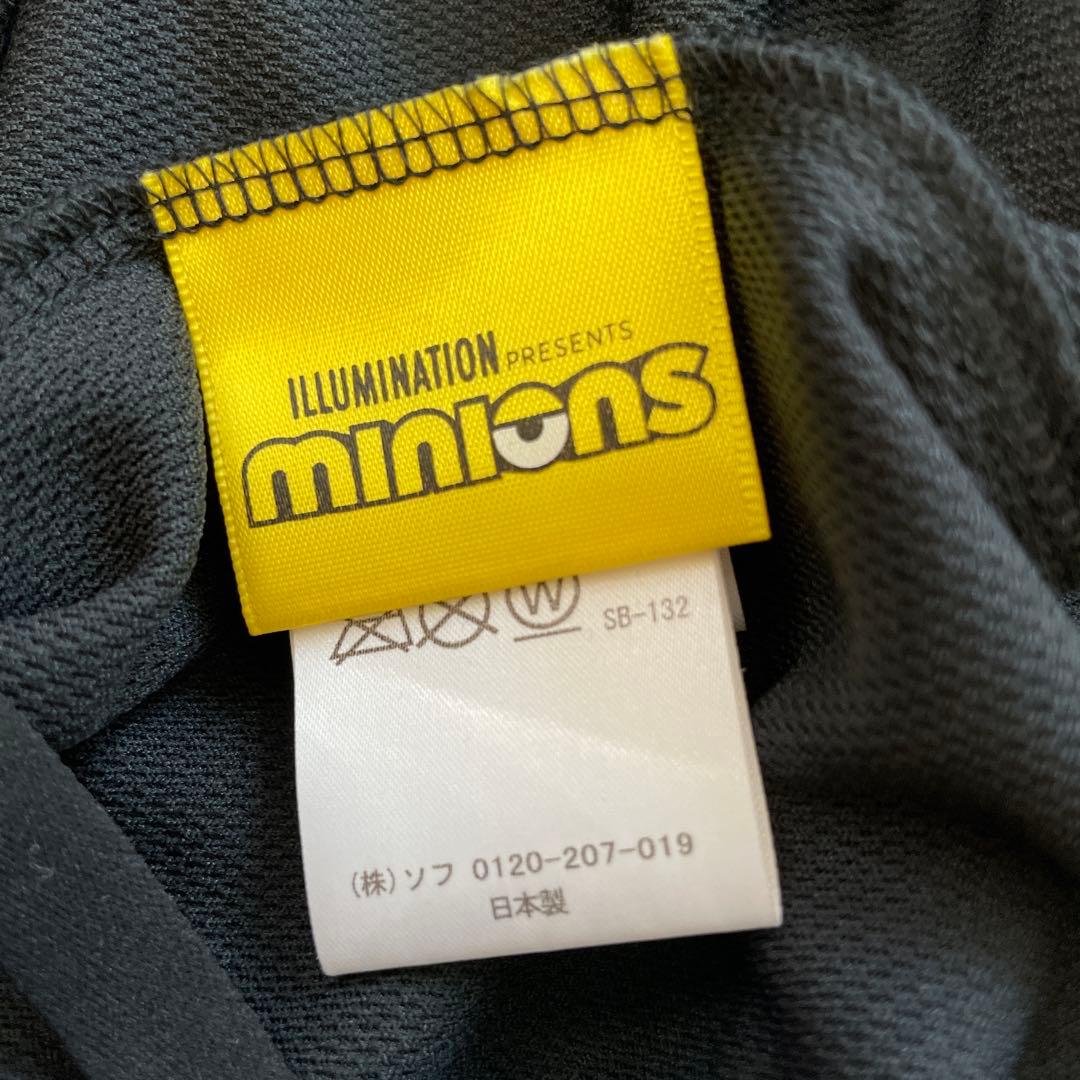 ILLUMINATION PRESENTS
minions
W SB-132
(株)ソフ 0120-207-019
日本製